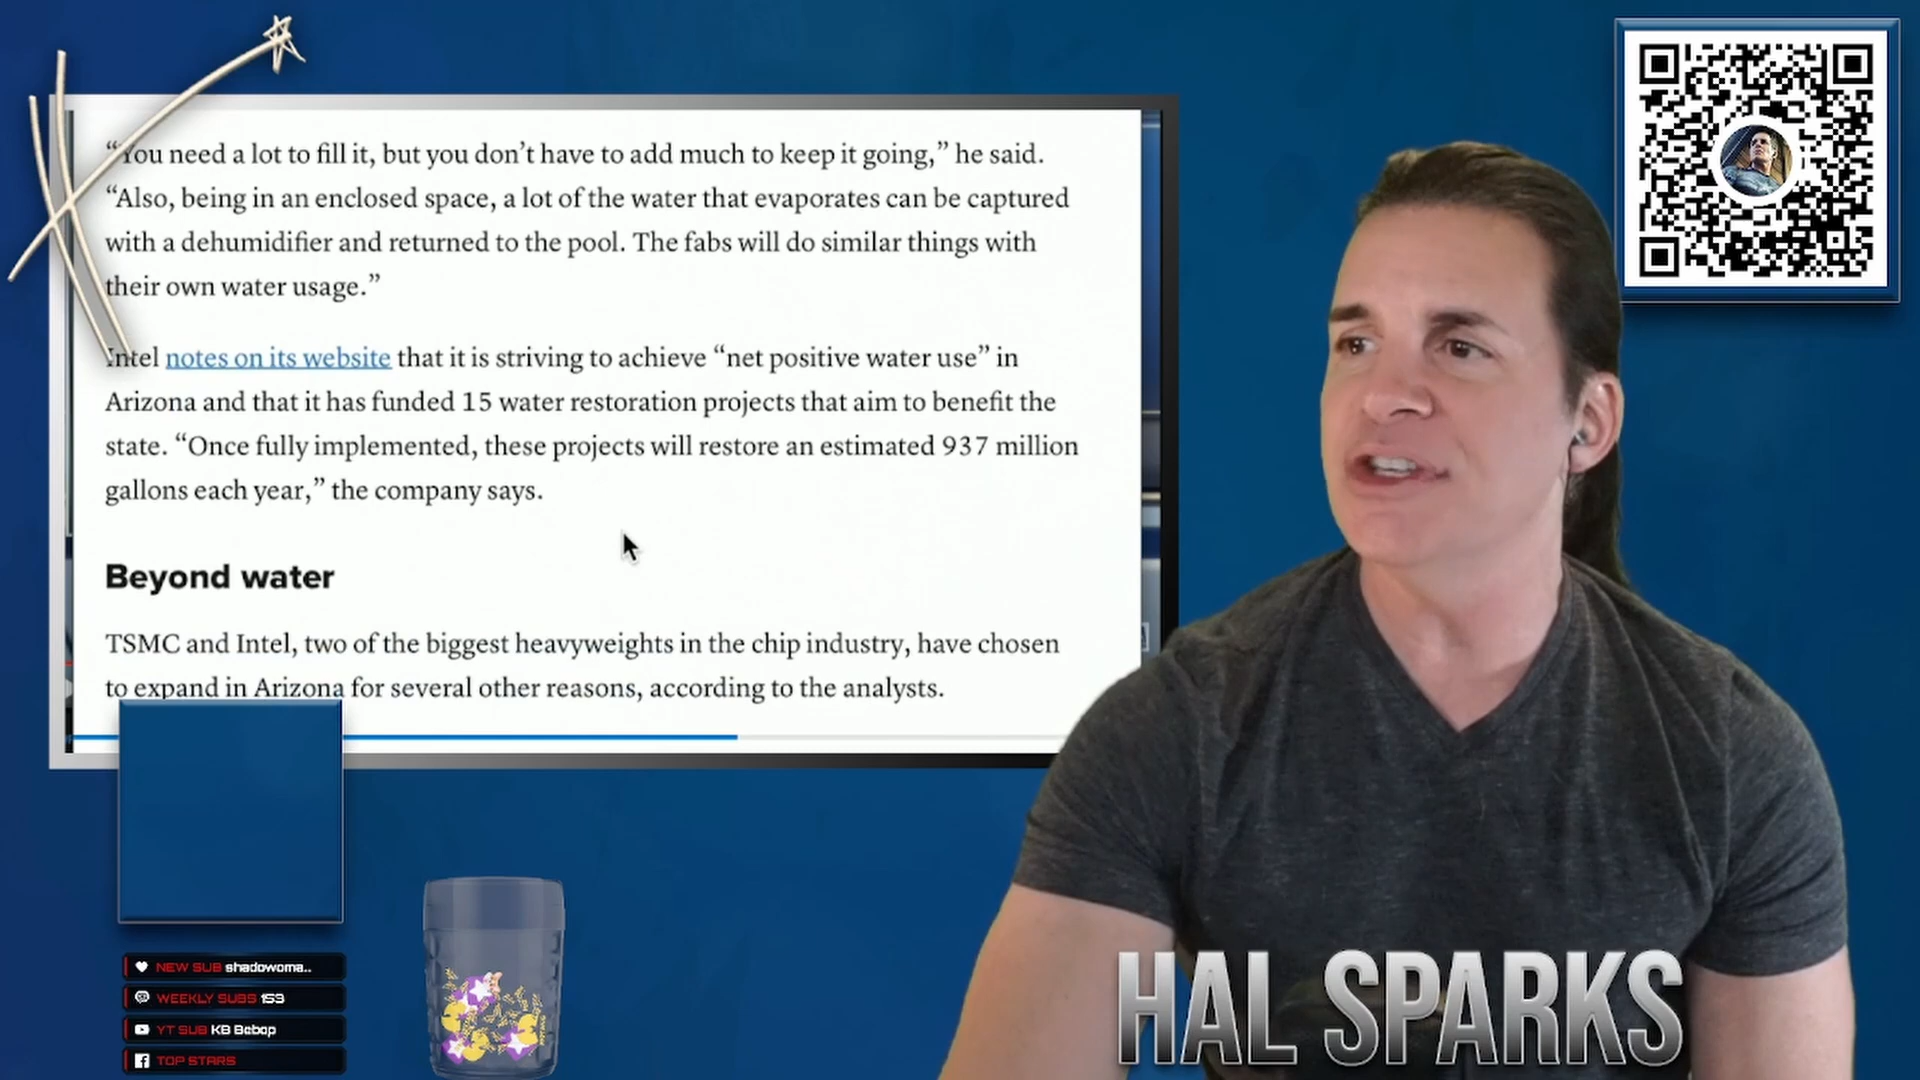 “You need a lot to fill it, but you don’t have to add much to keep it going,” he said.
“Also, being in an enclosed space, a lot of the water that evaporates can be captured
with a dehumidifier and returned to the pool. The fabs will do similar things with
their own water usage.”
Intel notes on its website that it is striving to achieve “net positive water use” in
Arizona and that it has funded 15 water restoration projects that aim to benefit the
state. “Once fully implemented, these projects will restore an estimated 937 million
gallons each year,” the company says.
Beyond water
TSMC and Intel, two of the biggest heavyweights in the chip industry, have chosen
to expand in Arizona for several other reasons, according to the analysts.
NEW SUB shadowoma..
WEEKLY SUBS 153
YT SUB KB Bebop
TOP STARS
HAL SPARKS